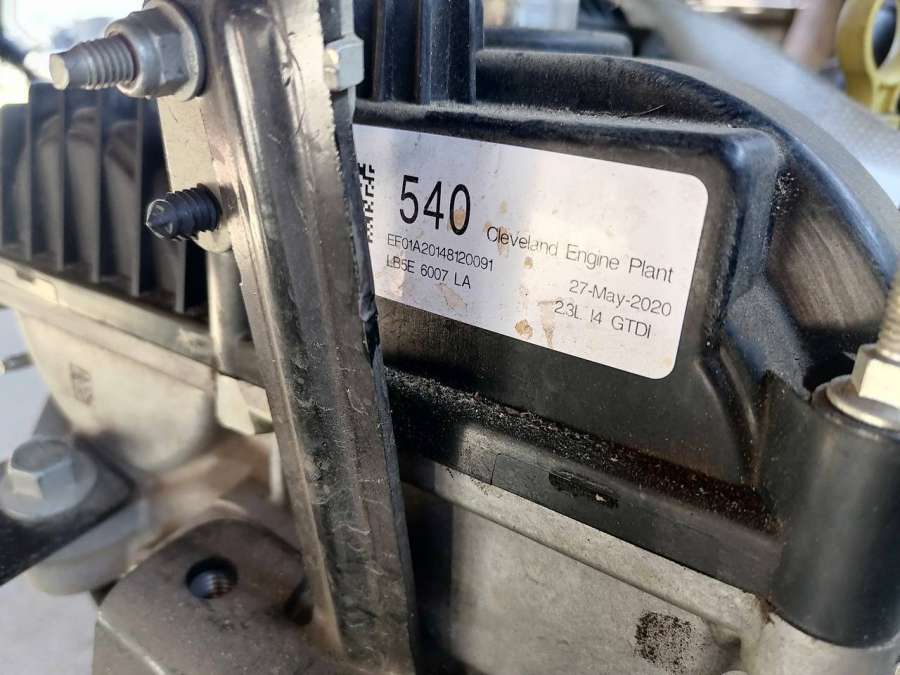 540
Cleveland Engine Plant
EF01A20148120091
27-May-2020
LB5E 6007 LA
2.3L I4 GTDI